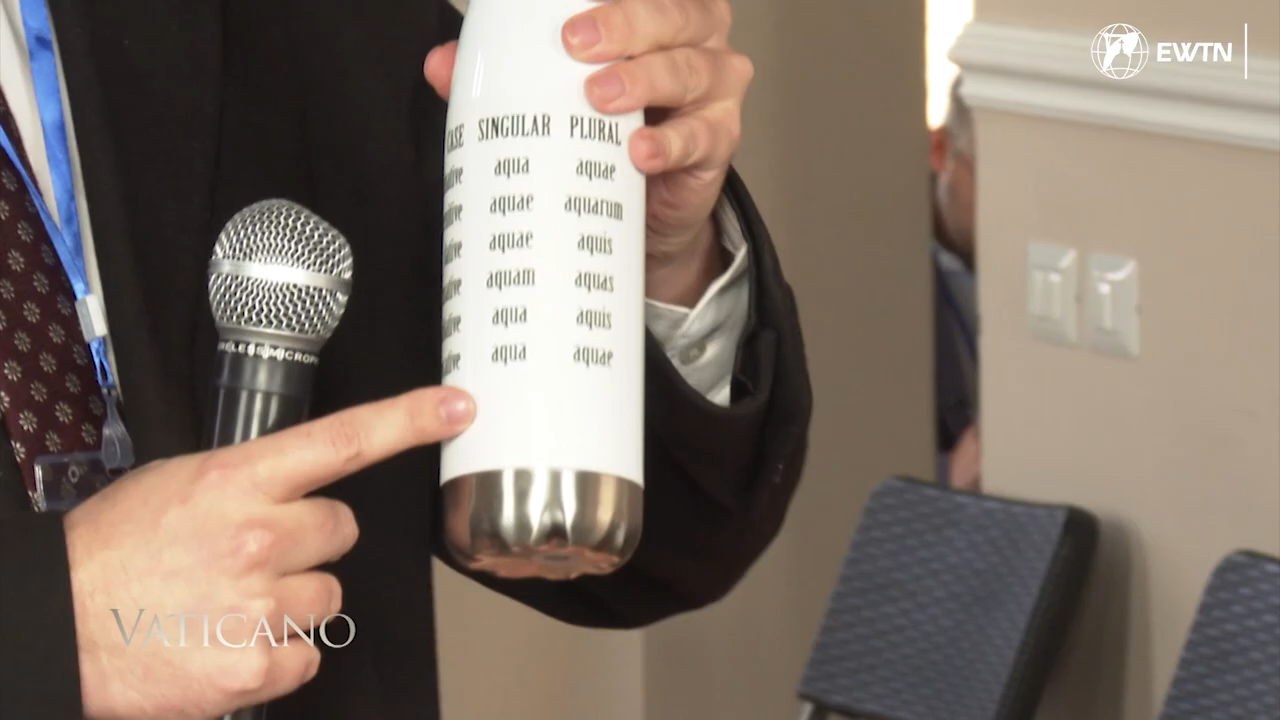 EWTN
SINGULAR PLURAL
aqua aquae
aquae aquarum
aquae aquis
aquam aquas
aqua aquis
aqua aquae
VATICANO